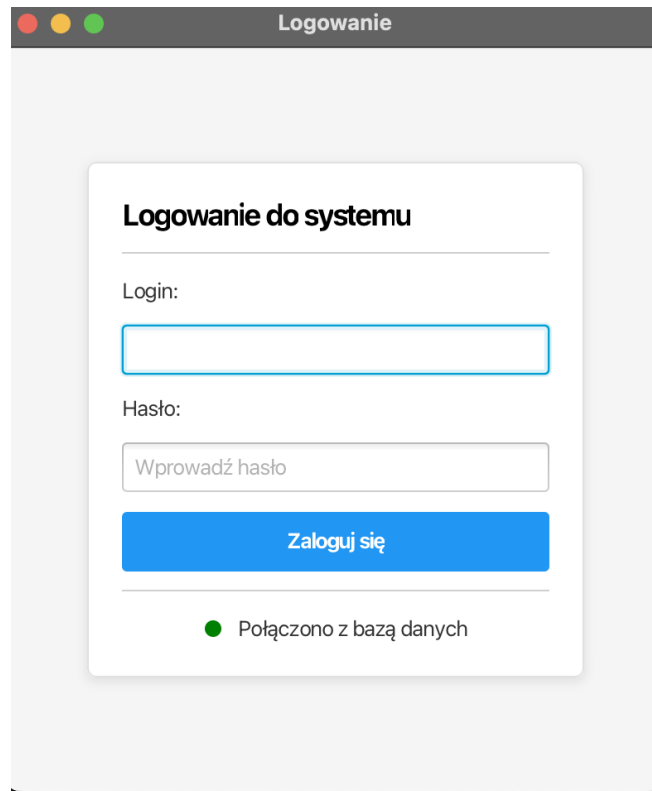 Logowanie
Logowanie do systemu
Login:
Hasło:
Wprowadź hasło
Zaloguj się
Połączono z bazą danych